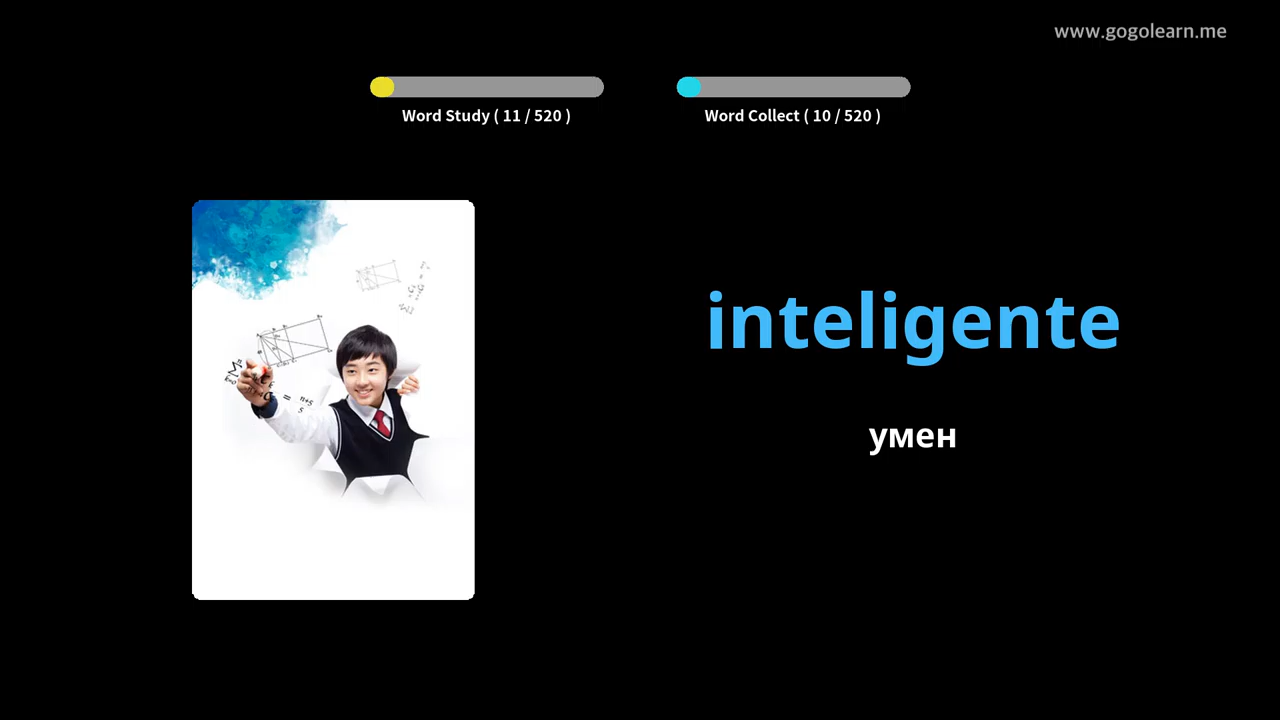 www.gogolearn.me
Word Study ( 11 / 520 )
Word Collect ( 10 / 520 )
inteligente
умен